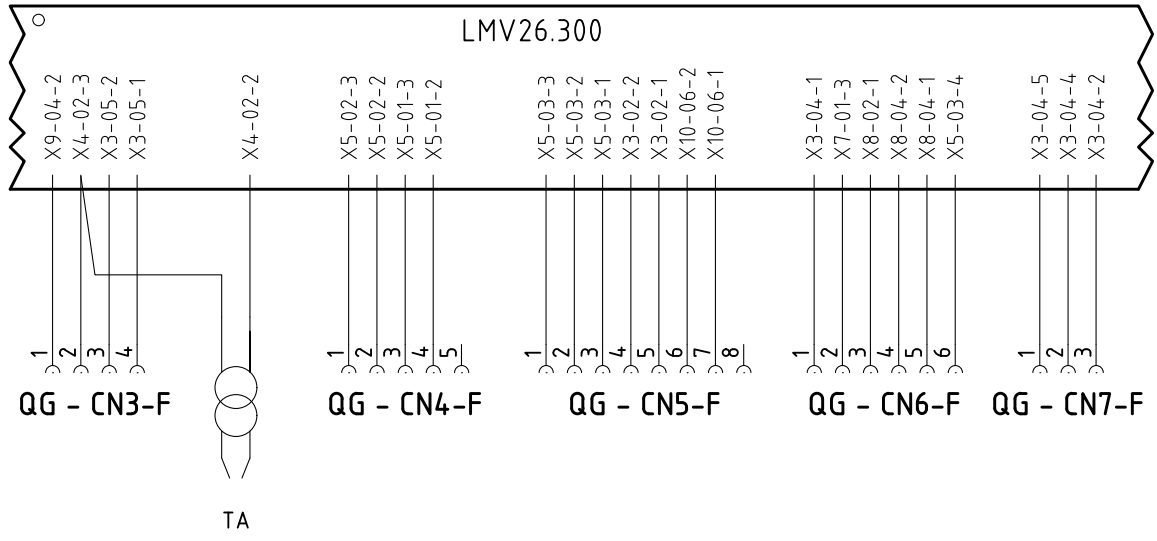 LMV26.300
X9-04-2
X4-02-3
X3-05-2
X3-05-1
X4-02-2
X5-02-3
X5-02-2
X5-01-3
X5-01-2
X5-03-3
X5-03-2
X5-03-1
X3-02-2
X3-02-1
X10-06-2
X10-06-1
X3-04-1
X7-01-3
X8-02-1
X8-04-2
X8-04-1
X5-03-4
X3-04-5
X3-04-4
X3-04-2
1 2 3 4
1 2 3 4 5
1 2 3 4 5 6 7 8
1 2 3 4 5 6
1 2 3
QG - CN3-F
QG - CN4-F
QG - CN5-F
QG - CN6-F
QG - CN7-F
TA